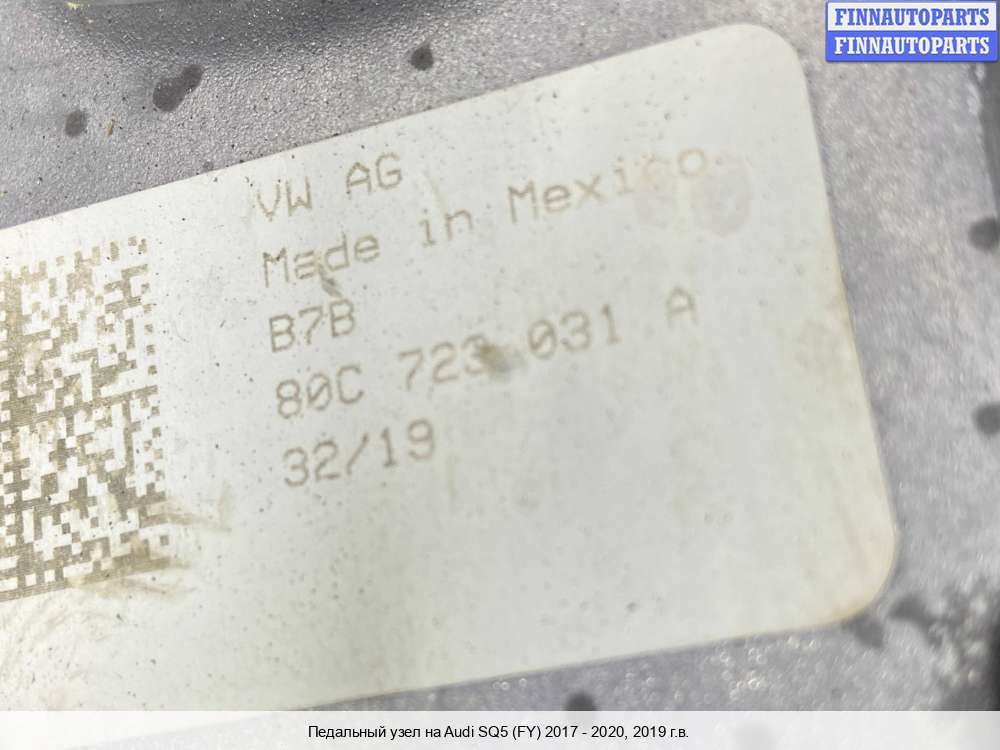 FINNAUTOPARTS
FINNAUTOPARTS
VW AG
Made in Mexico
B7B
80C 723 031 A
32/19
Педальный узел на Audi SQ5 (FY) 2017 - 2020, 2019 г.в.